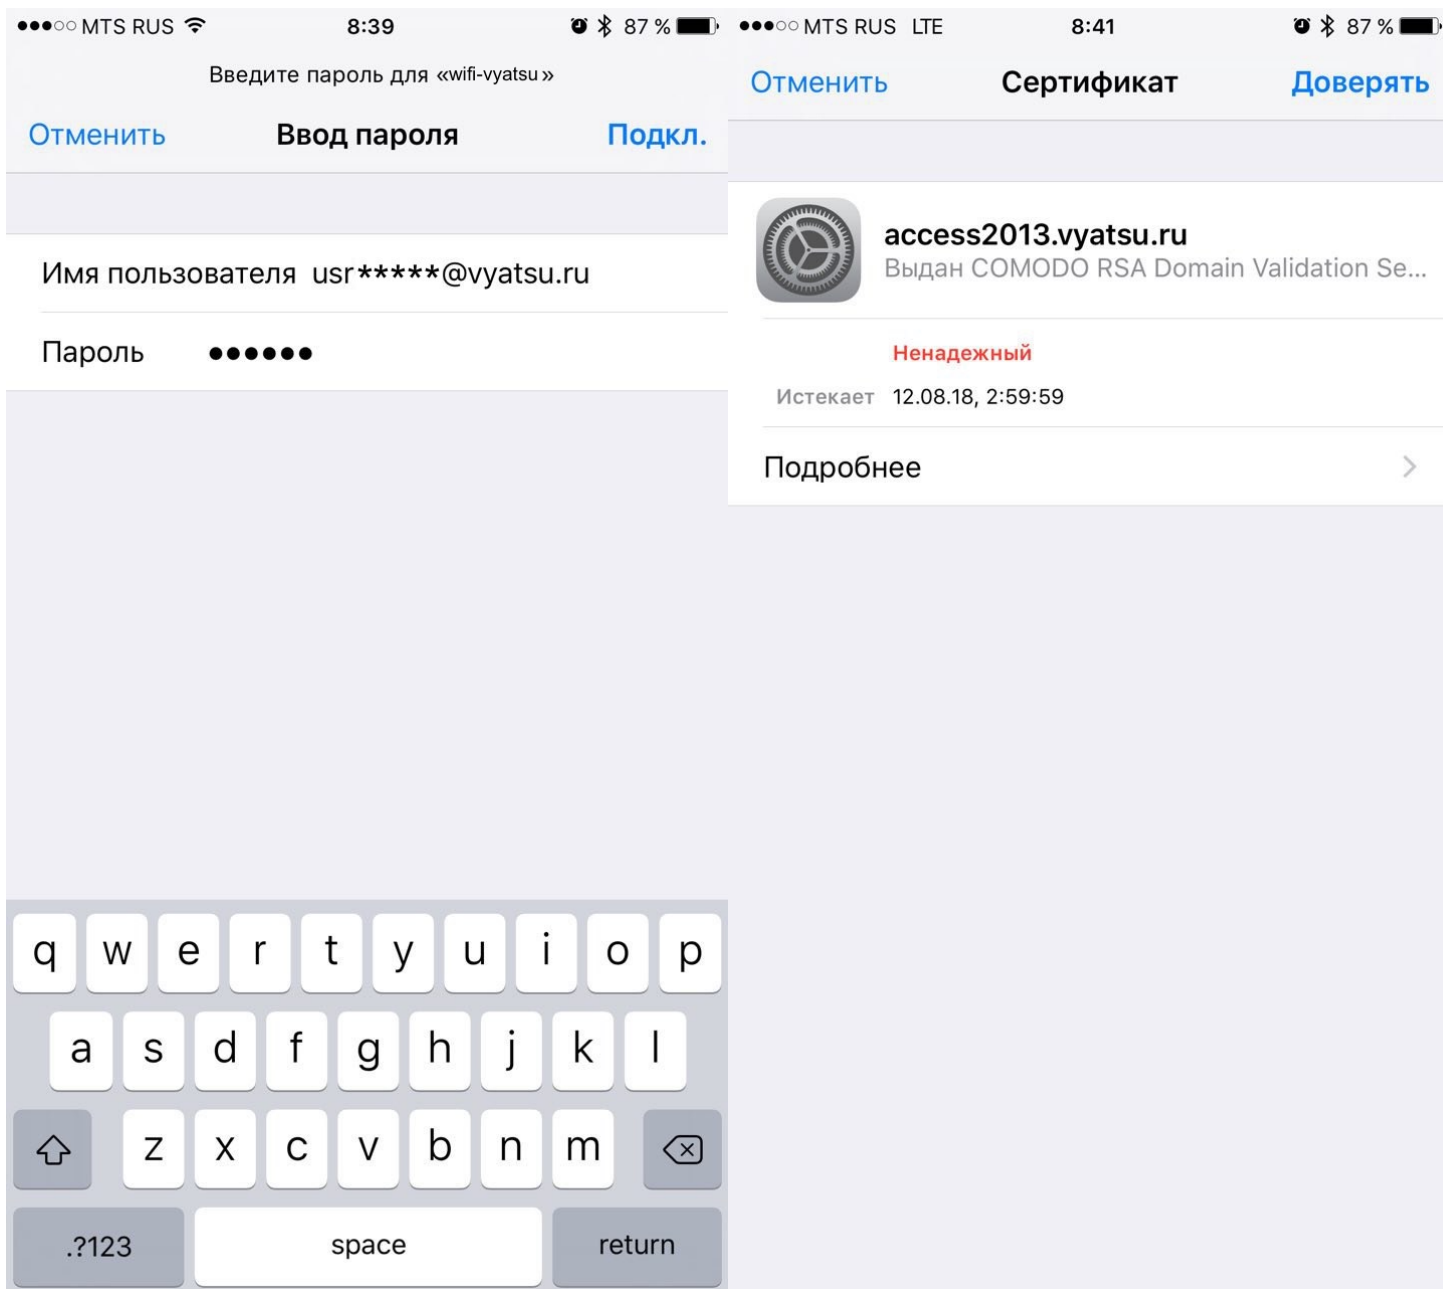 MTS RUS 8:39 87 %
Введите пароль для «wifi-vyatsu»
Отменить Ввод пароля Подкл.
Имя пользователя usr*****@vyatsu.ru
Пароль ●●●●●●
q w e r t y u i o p
a s d f g h j k l
z x c v b n m
.?123 space return
MTS RUS LTE 8:41 87 %
Отменить Сертификат Доверять
access2013.vyatsu.ru
Выдан COMODO RSA Domain Validation Se...
Ненадежный
Истекает 12.08.18, 2:59:59
Подробнее